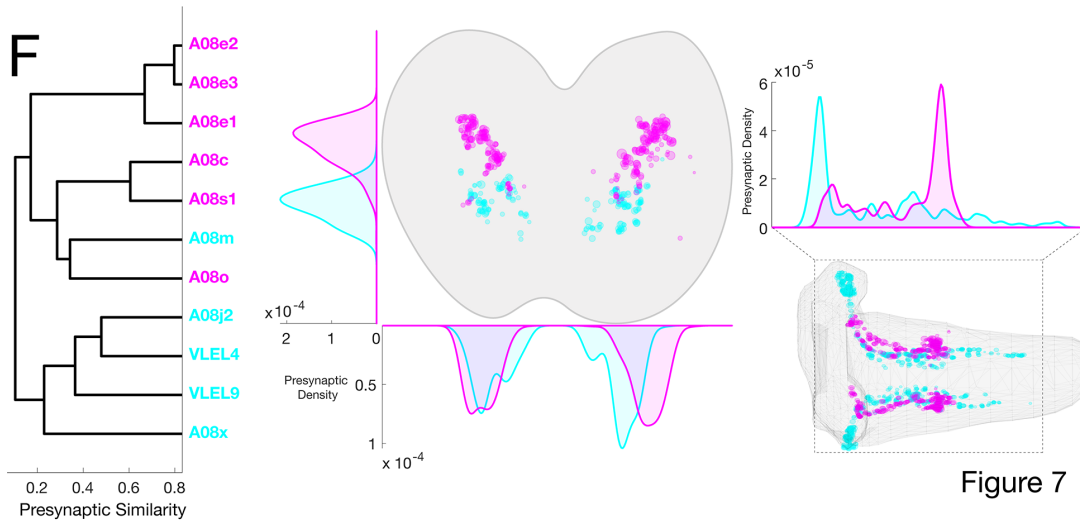 F
A08e2
A08e3
A08e1
A08c
A08s1
A08m
A08o
A08j2
VLEL4
VLEL9
A08x
0.2 0.4 0.6 0.8
Presynaptic Similarity
x 10⁻⁴
2 1 0
Presynaptic
Density
0.5
1
x 10⁻⁴
x10⁻⁵
6
4
2
0
Presynaptic Density
Figure 7